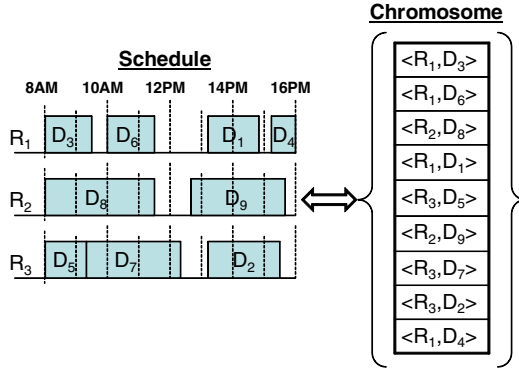 Chromosome
Schedule
8AM 10AM 12PM 14PM 16PM
R1 D3 D6 D1 D4
R2 D8 D9
R3 D5 D7 D2
<R1,D3>
<R1,D6>
<R2,D8>
<R1,D1>
<R3,D5>
<R2,D9>
<R3,D7>
<R3,D2>
<R1,D4>